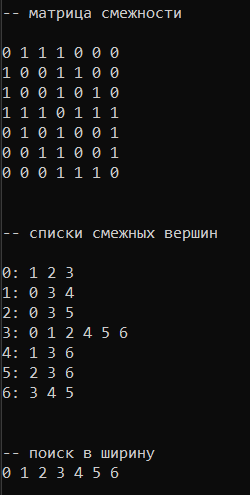 -- матрица смежности
0 1 1 1 0 0 0
1 0 0 1 1 0 0
1 0 0 1 0 1 0
1 1 1 0 1 1 1
0 1 0 1 0 0 1
0 0 1 1 0 0 1
0 0 0 1 1 1 0
-- списки смежных вершин
0: 1 2 3
1: 0 3 4
2: 0 3 5
3: 0 1 2 4 5 6
4: 1 3 6
5: 2 3 6
6: 3 4 5
-- поиск в ширину
0 1 2 3 4 5 6